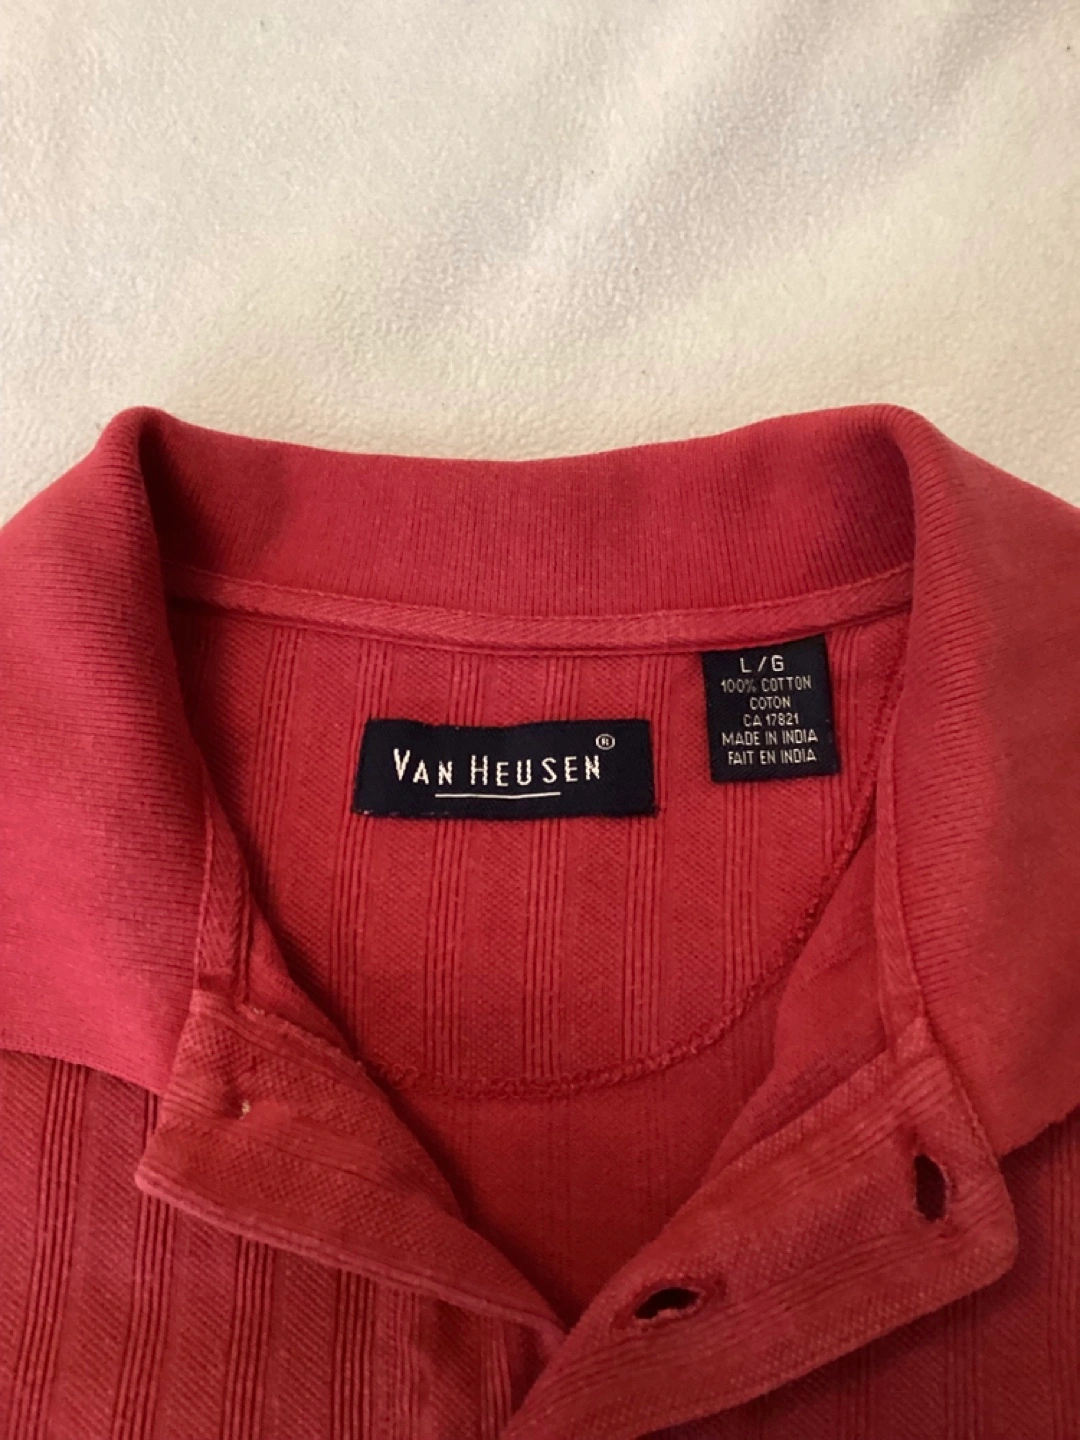 VAN HEUSEN®
L/G
100% COTTON
COTON
CA 17821
MADE IN INDIA
FAIT EN INDIA